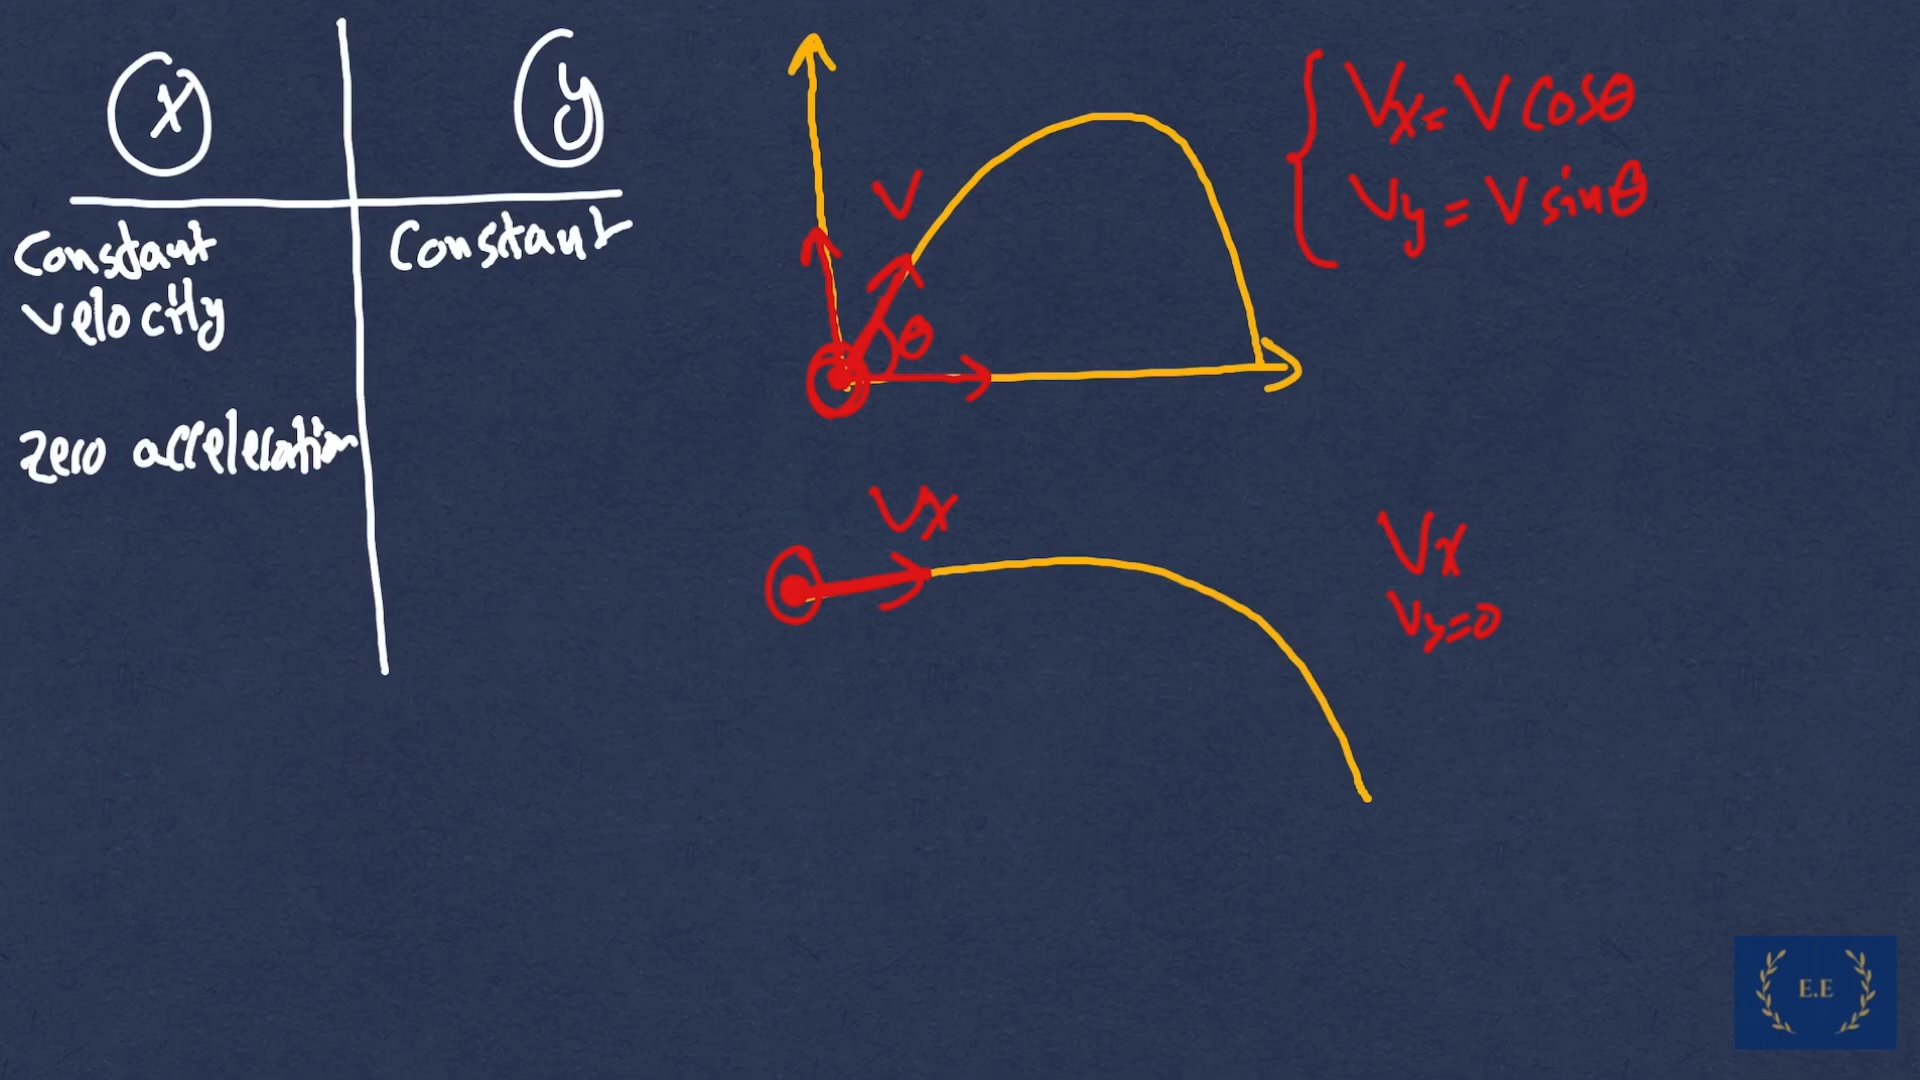 x
y
Constant
velocity
Constant
zero acceleration
V
θ
Vx = V Cosθ
Vy = V sinθ
Vx
Vx
Vy=0
E.E